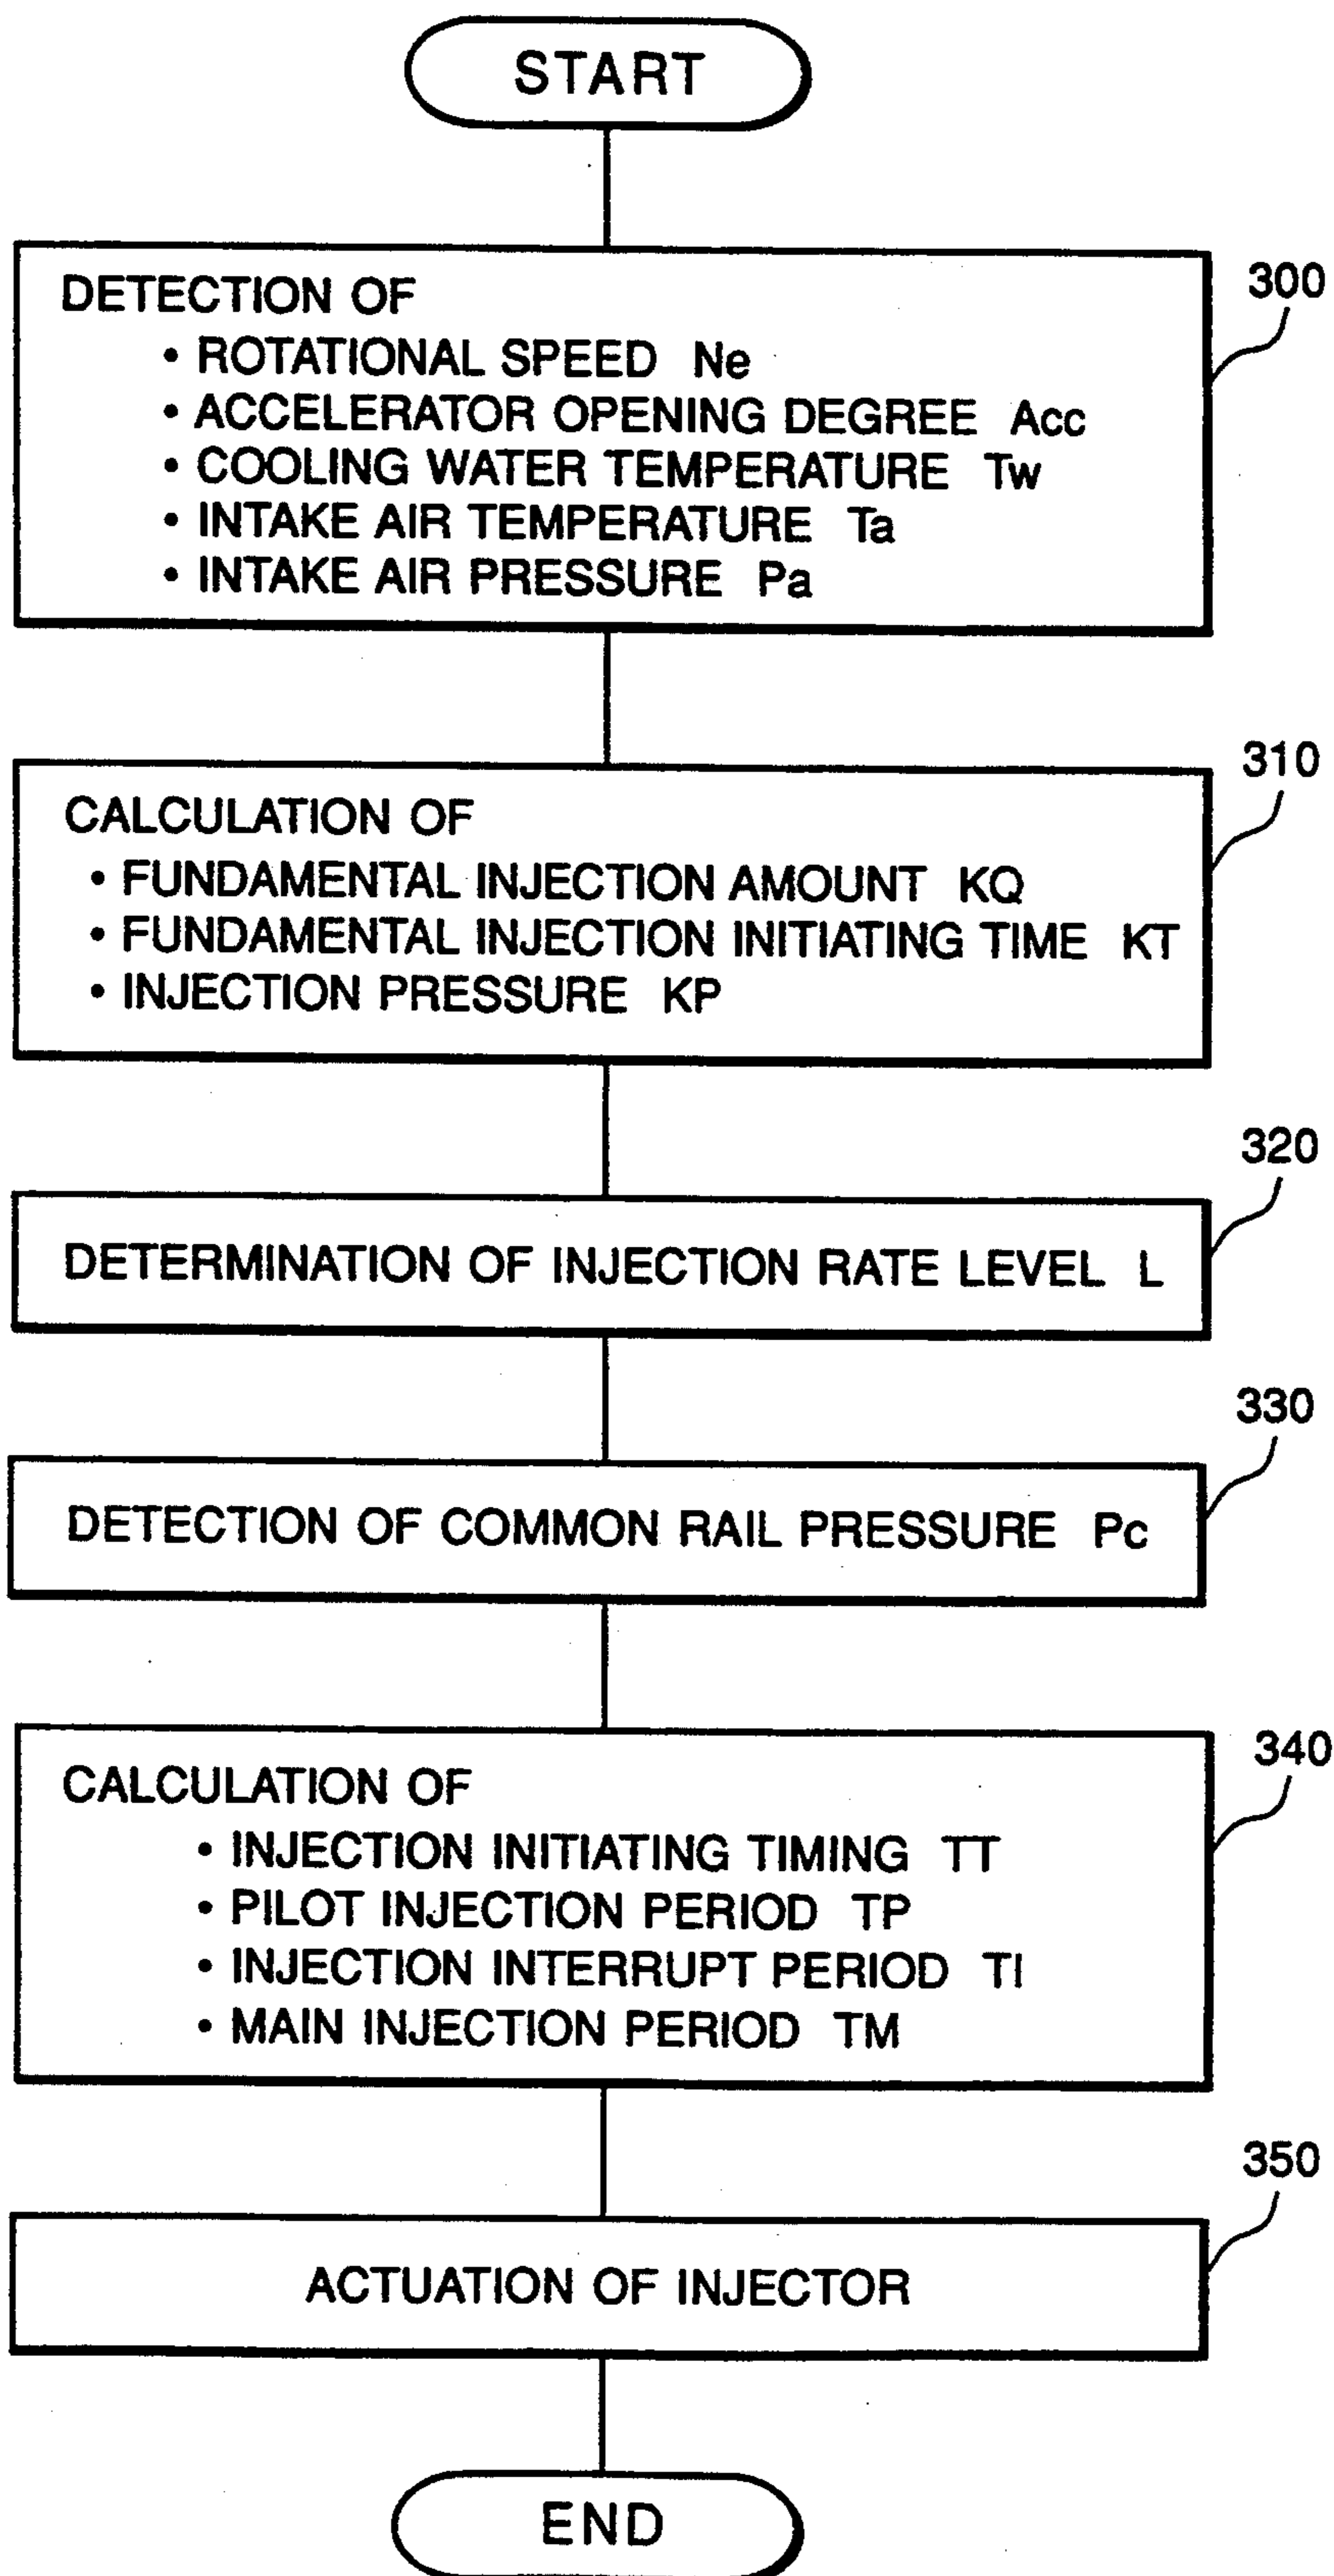 START
300
DETECTION OF
• ROTATIONAL SPEED Ne
• ACCELERATOR OPENING DEGREE Acc
• COOLING WATER TEMPERATURE Tw
• INTAKE AIR TEMPERATURE Ta
• INTAKE AIR PRESSURE Pa
310
CALCULATION OF
• FUNDAMENTAL INJECTION AMOUNT KQ
• FUNDAMENTAL INJECTION INITIATING TIME KT
• INJECTION PRESSURE KP
320
DETERMINATION OF INJECTION RATE LEVEL L
330
DETECTION OF COMMON RAIL PRESSURE Pc
340
CALCULATION OF
• INJECTION INITIATING TIMING TT
• PILOT INJECTION PERIOD TP
• INJECTION INTERRUPT PERIOD TI
• MAIN INJECTION PERIOD TM
350
ACTUATION OF INJECTOR
END